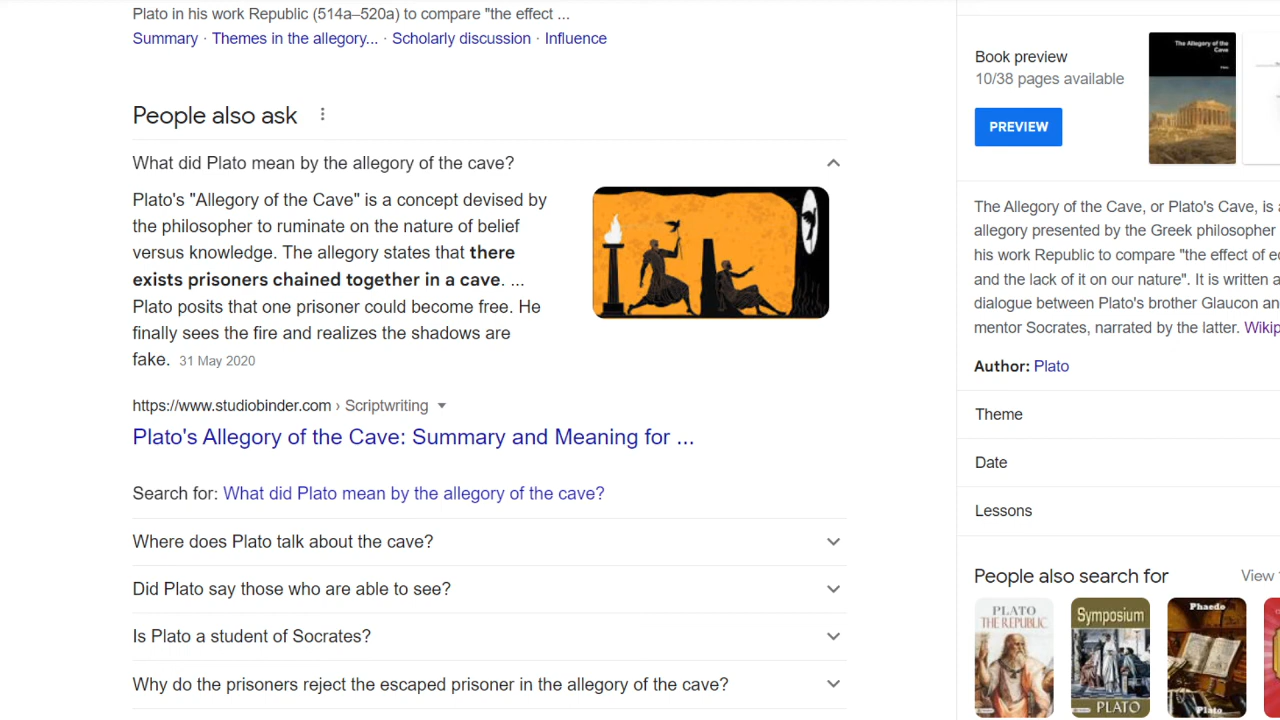 Plato in his work Republic (514a–520a) to compare "the effect ...
Summary · Themes in the allegory... · Scholarly discussion · Influence
People also ask
What did Plato mean by the allegory of the cave?
Plato's "Allegory of the Cave" is a concept devised by
the philosopher to ruminate on the nature of belief
versus knowledge. The allegory states that there
exists prisoners chained together in a cave. ...
Plato posits that one prisoner could become free. He
finally sees the fire and realizes the shadows are
fake. 31 May 2020
https://www.studiobinder.com › Scriptwriting
Plato's Allegory of the Cave: Summary and Meaning for ...
Search for: What did Plato mean by the allegory of the cave?
Where does Plato talk about the cave?
Did Plato say those who are able to see?
Is Plato a student of Socrates?
Why do the prisoners reject the escaped prisoner in the allegory of the cave?
Book preview
10/38 pages available
PREVIEW
The Allegory of the
Cave
The Allegory of the Cave, or Plato's Cave, is
allegory presented by the Greek philosopher
his work Republic to compare "the effect of
and the lack of it on our nature". It is written
dialogue between Plato's brother Glaucon
mentor Socrates, narrated by the latter.
Author: Plato
Theme
Date
Lessons
People also search for
View
PLATO
THE REPUBLIC
Symposium
PLATO
Phaedo
Plato